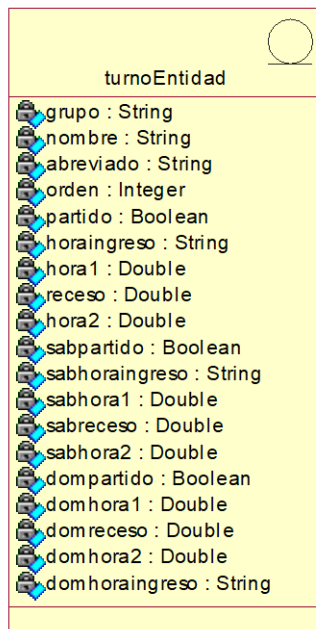 turnoEntidad
grupo : String
nombre : String
abreviado : String
orden : Integer
partido : Boolean
horaingreso : String
hora1 : Double
receso : Double
hora2 : Double
sabpartido : Boolean
sabhoraingreso : String
sabhora1 : Double
sabreceso : Double
sabhora2 : Double
dompartido : Boolean
domhora1 : Double
domreceso : Double
domhora2 : Double
domhoraingreso : String